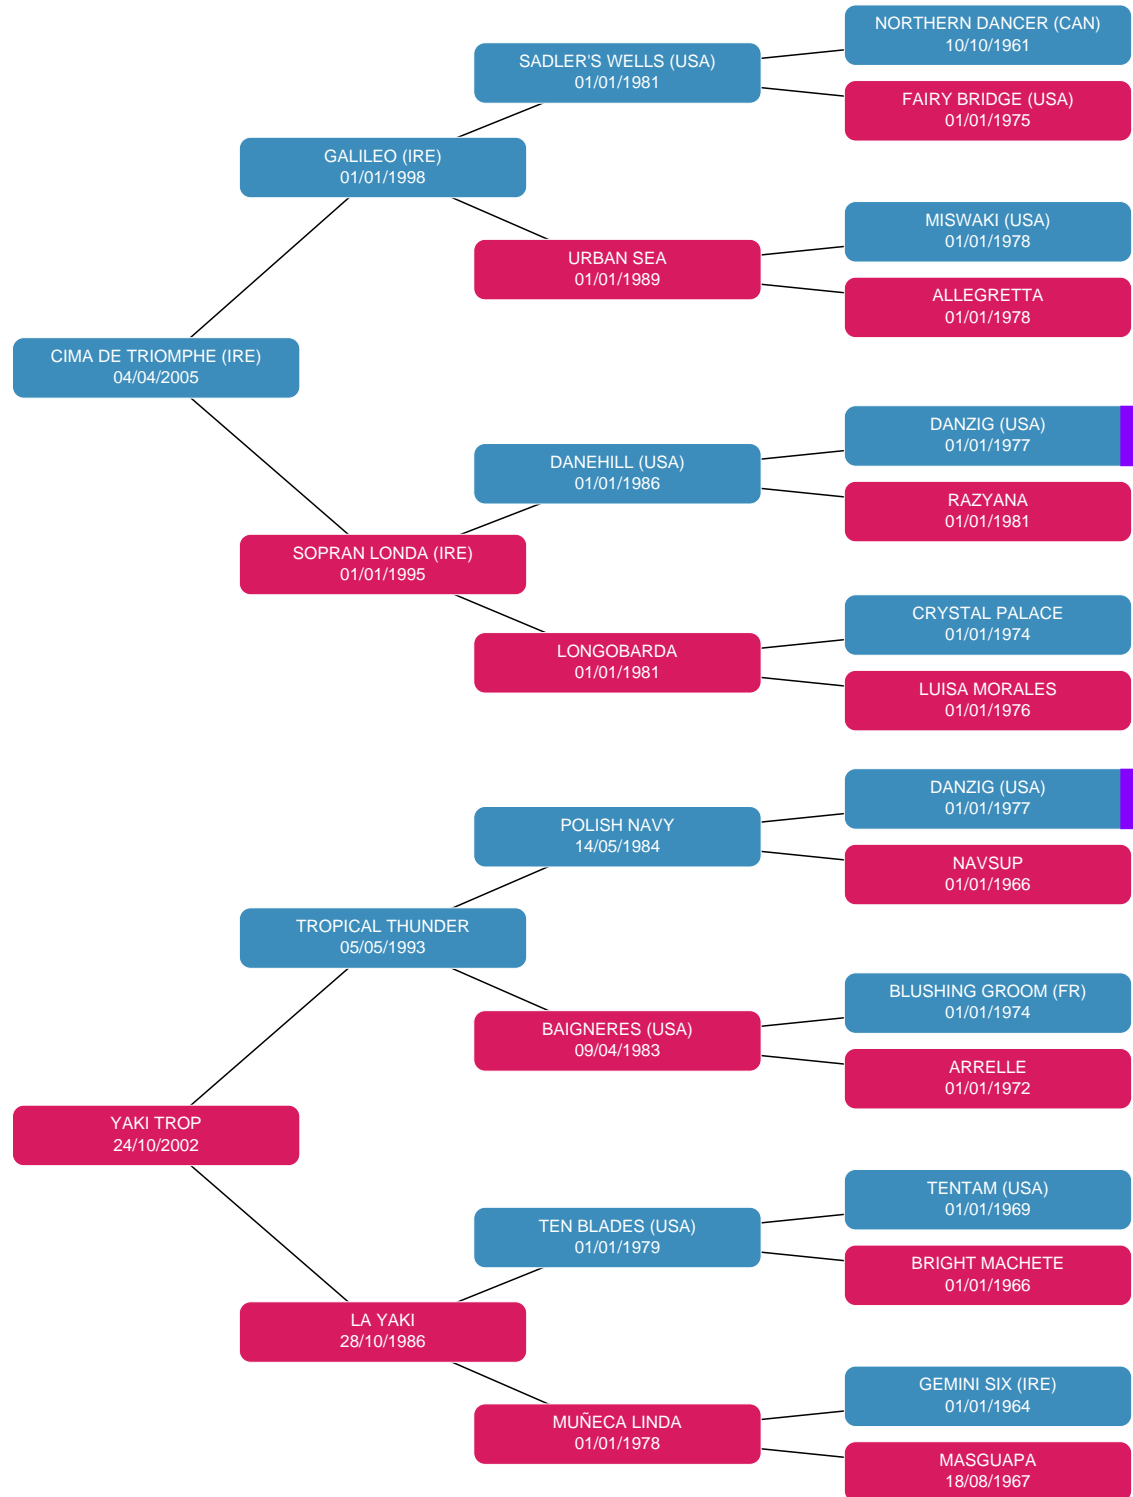 NORTHERN DANCER (CAN)
10/10/1961
SADLER'S WELLS (USA)
01/01/1981
FAIRY BRIDGE (USA)
01/01/1975
GALILEO (IRE)
01/01/1998
MISWAKI (USA)
01/01/1978
URBAN SEA
01/01/1989
ALLEGRETTA
01/01/1978
CIMA DE TRIOMPHE (IRE)
04/04/2005
DANZIG (USA)
01/01/1977
DANEHILL (USA)
01/01/1986
RAZYANA
01/01/1981
SOPRAN LONDA (IRE)
01/01/1995
CRYSTAL PALACE
01/01/1974
LONGOBARDA
01/01/1981
LUISA MORALES
01/01/1976
DANZIG (USA)
01/01/1977
POLISH NAVY
14/05/1984
NAVSUP
01/01/1966
TROPICAL THUNDER
05/05/1993
BLUSHING GROOM (FR)
01/01/1974
BAIGNERES (USA)
09/04/1983
ARRELLE
01/01/1972
YAKI TROP
24/10/2002
TENTAM (USA)
01/01/1969
TEN BLADES (USA)
01/01/1979
BRIGHT MACHETE
01/01/1966
LA YAKI
28/10/1986
GEMINI SIX (IRE)
01/01/1964
MUÑECA LINDA
01/01/1978
MASGUAPA
18/08/1967